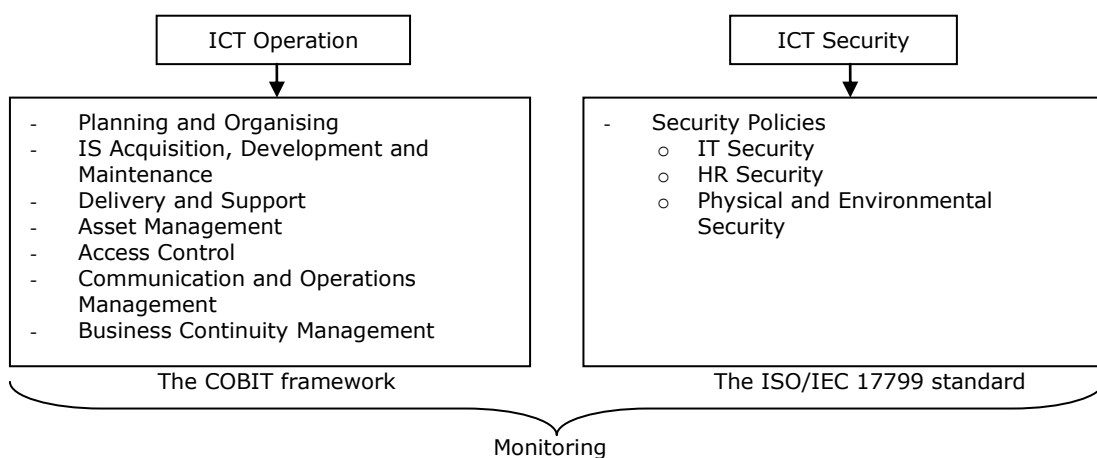 ICT Operation
- Planning and Organising
- IS Acquisition, Development and
Maintenance
- Delivery and Support
- Asset Management
- Access Control
- Communication and Operations
Management
- Business Continuity Management
The COBIT framework
ICT Security
- Security Policies
o IT Security
o HR Security
o Physical and Environmental
Security
The ISO/IEC 17799 standard
Monitoring